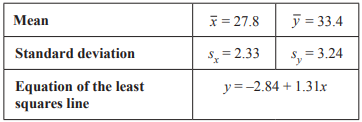 Mean x̄ = 27.8 ȳ = 33.4
Standard deviation sₓ = 2.33 s_y = 3.24
Equation of the least
squares line y = –2.84 + 1.31x